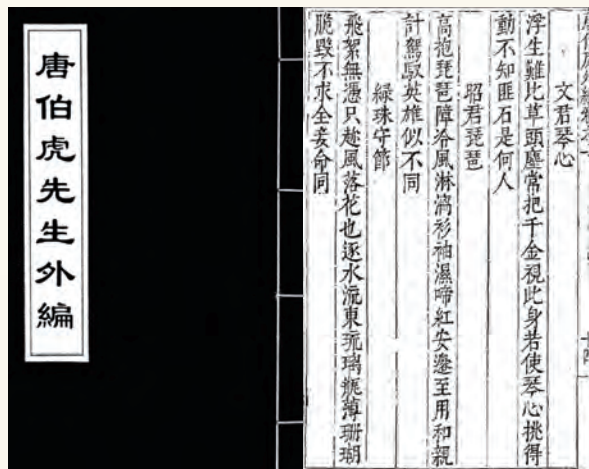 唐伯虎先生外編
文君琴心
浮生難比草頭塵常把千金視此身若使琴心挑得
動不知匪石是何人
昭君琵琶
高抱琵琶障冷風淋漓衫袖濕啼紅安邊至用和親
計駕馭英雄似不同
緑珠守節
飛絮無憑只趂風落花也逐水流東琉璃瓶薄珊瑚
脆毀不求全妾命同